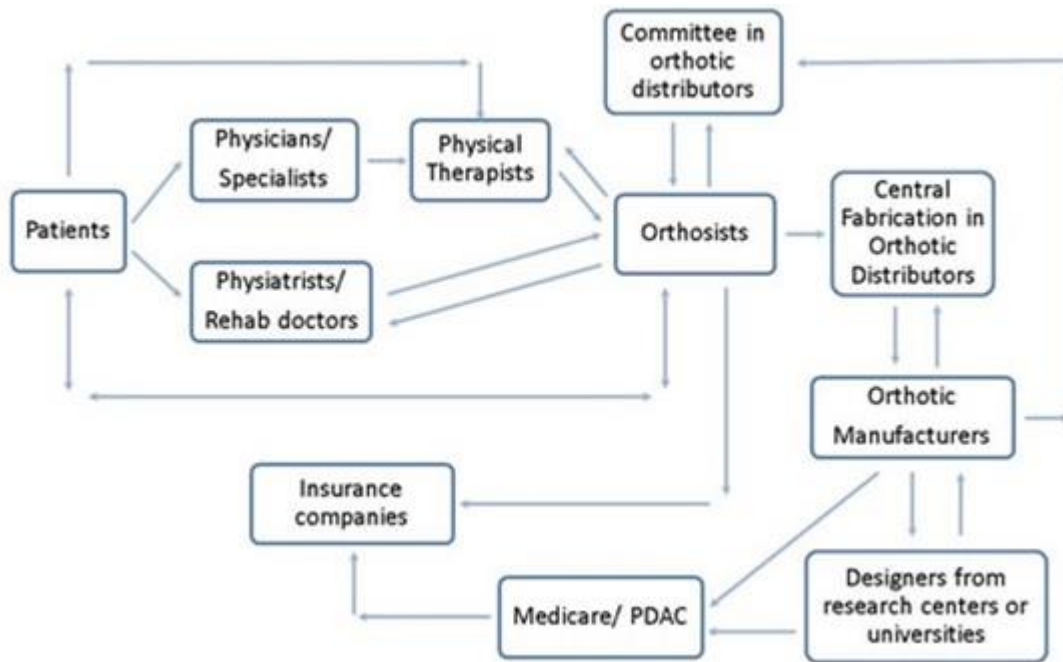 Committee in
orthotic
distributors
Physicians/
Specialists
Physical
Therapists
Central
Fabrication in
Orthotic
Distributors
Patients
Orthosists
Physiatrists/
Rehab doctors
Orthotic
Manufacturers
Insurance
companies
Medicare/ PDAC
Designers from
research centers or
universities